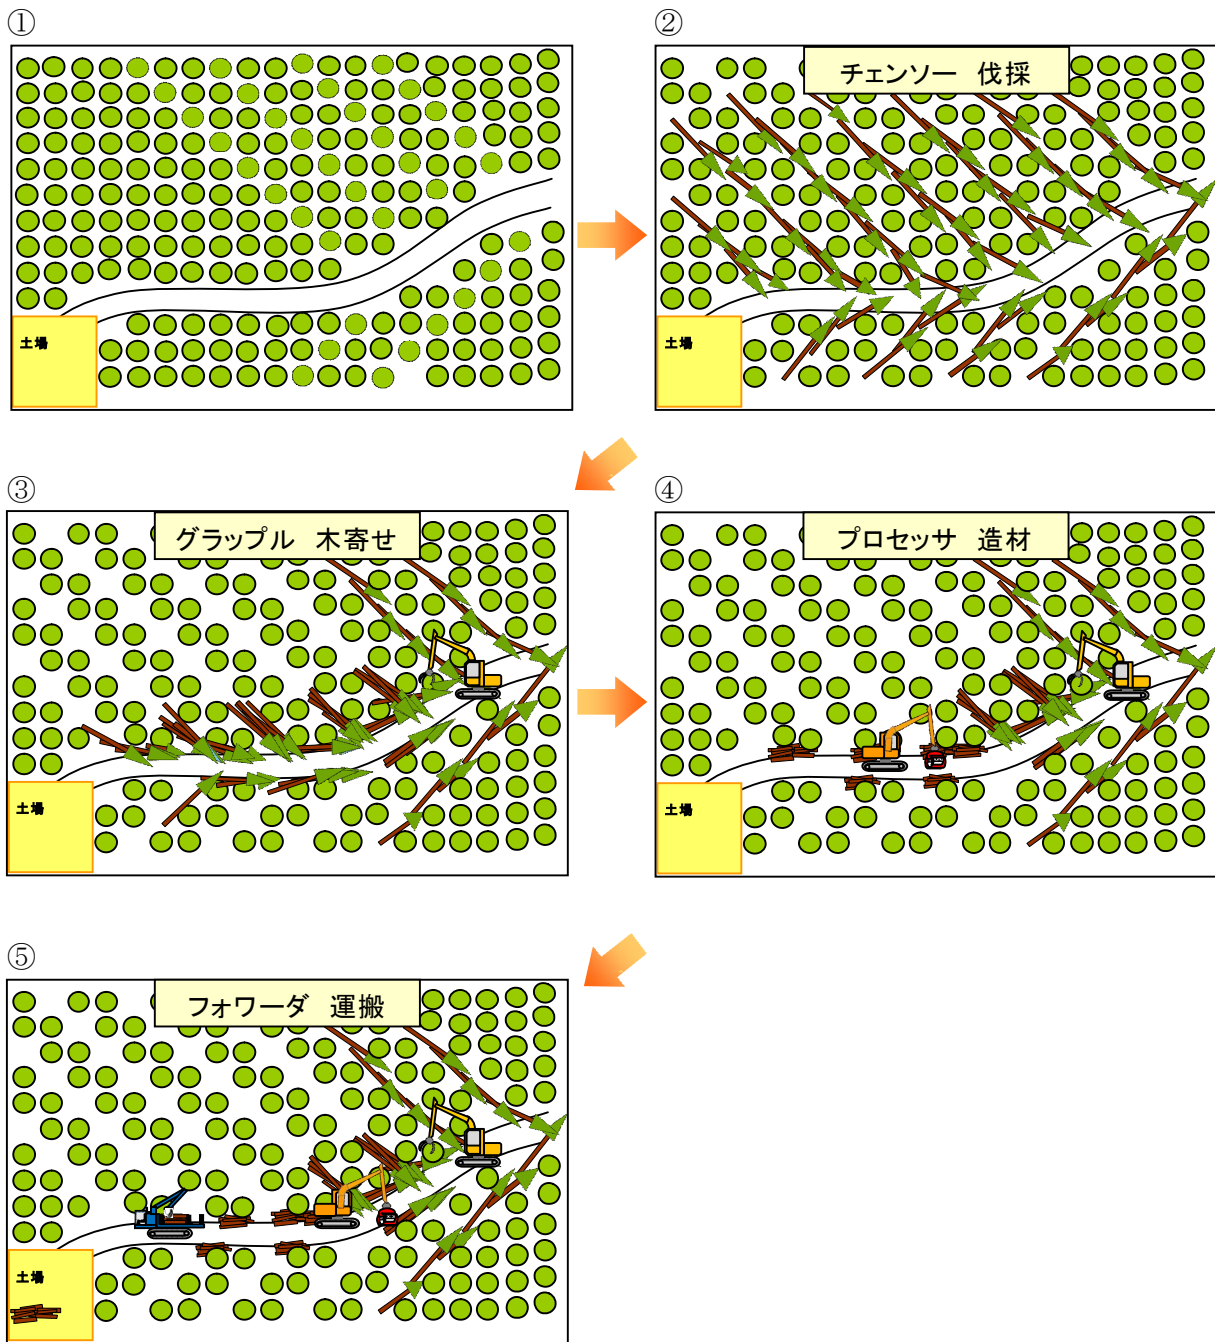 ①
②
チェンソー 伐採
土場
土場
③
④
グラップル 木寄せ
プロセッサ 造材
土場
土場
⑤
フォワーダ 運搬
土場